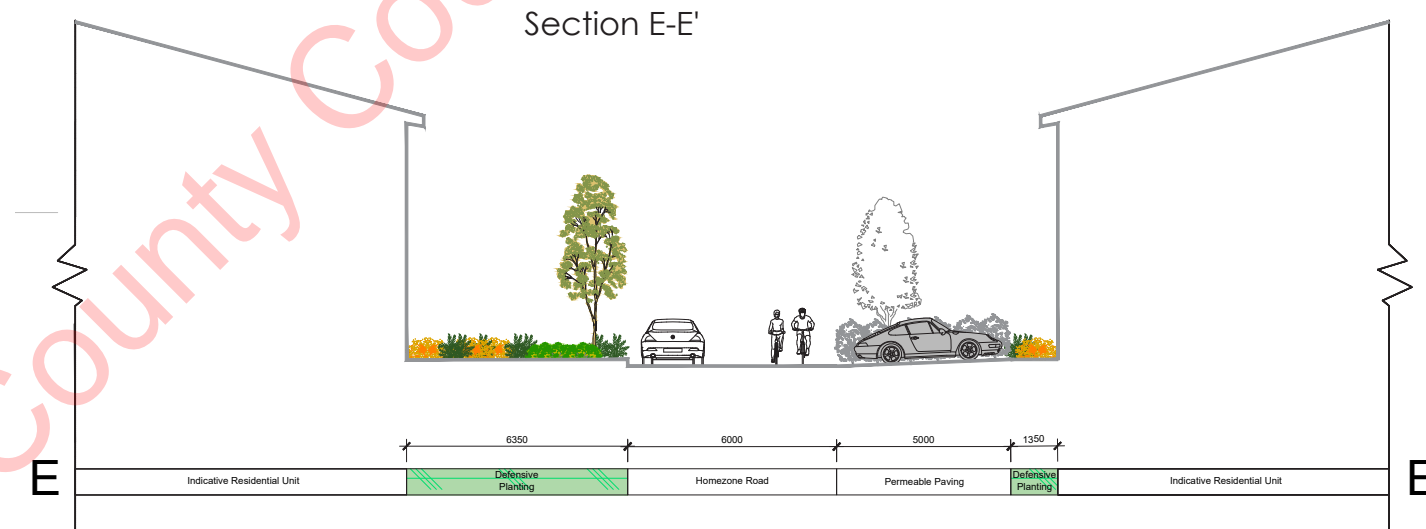 Section E-E'
County Co
6350
6000
5000
1350
E
Indicative Residential Unit
Defensive
Planting
Homezone Road
Permeable Paving
Defensive
Planting
Indicative Residential Unit
E